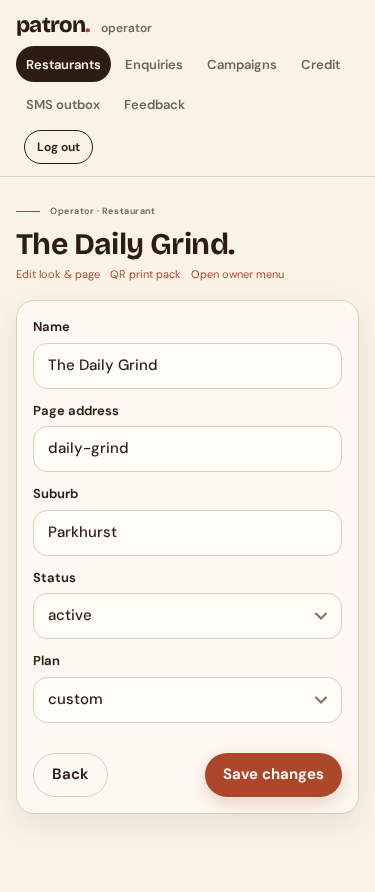 patron. operator
Restaurants Enquiries Campaigns Credit
SMS outbox Feedback
Log out
Operator · Restaurant
The Daily Grind.
Edit look & page QR print pack Open owner menu
Name
The Daily Grind
Page address
daily-grind
Suburb
Parkhurst
Status
active
Plan
custom
Back Save changes